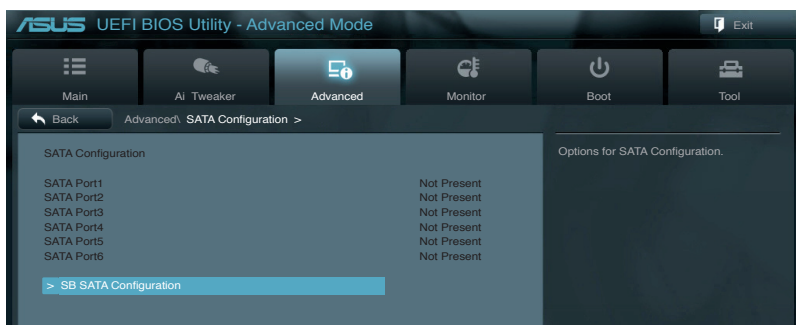 ASUS UEFI BIOS Utility - Advanced Mode Exit
Main Ai Tweaker Advanced Monitor Boot Tool
Back Advanced\ SATA Configuration >
SATA Configuration
Options for SATA Configuration.
SATA Port1 Not Present
SATA Port2 Not Present
SATA Port3 Not Present
SATA Port4 Not Present
SATA Port5 Not Present
SATA Port6 Not Present
> SB SATA Configuration